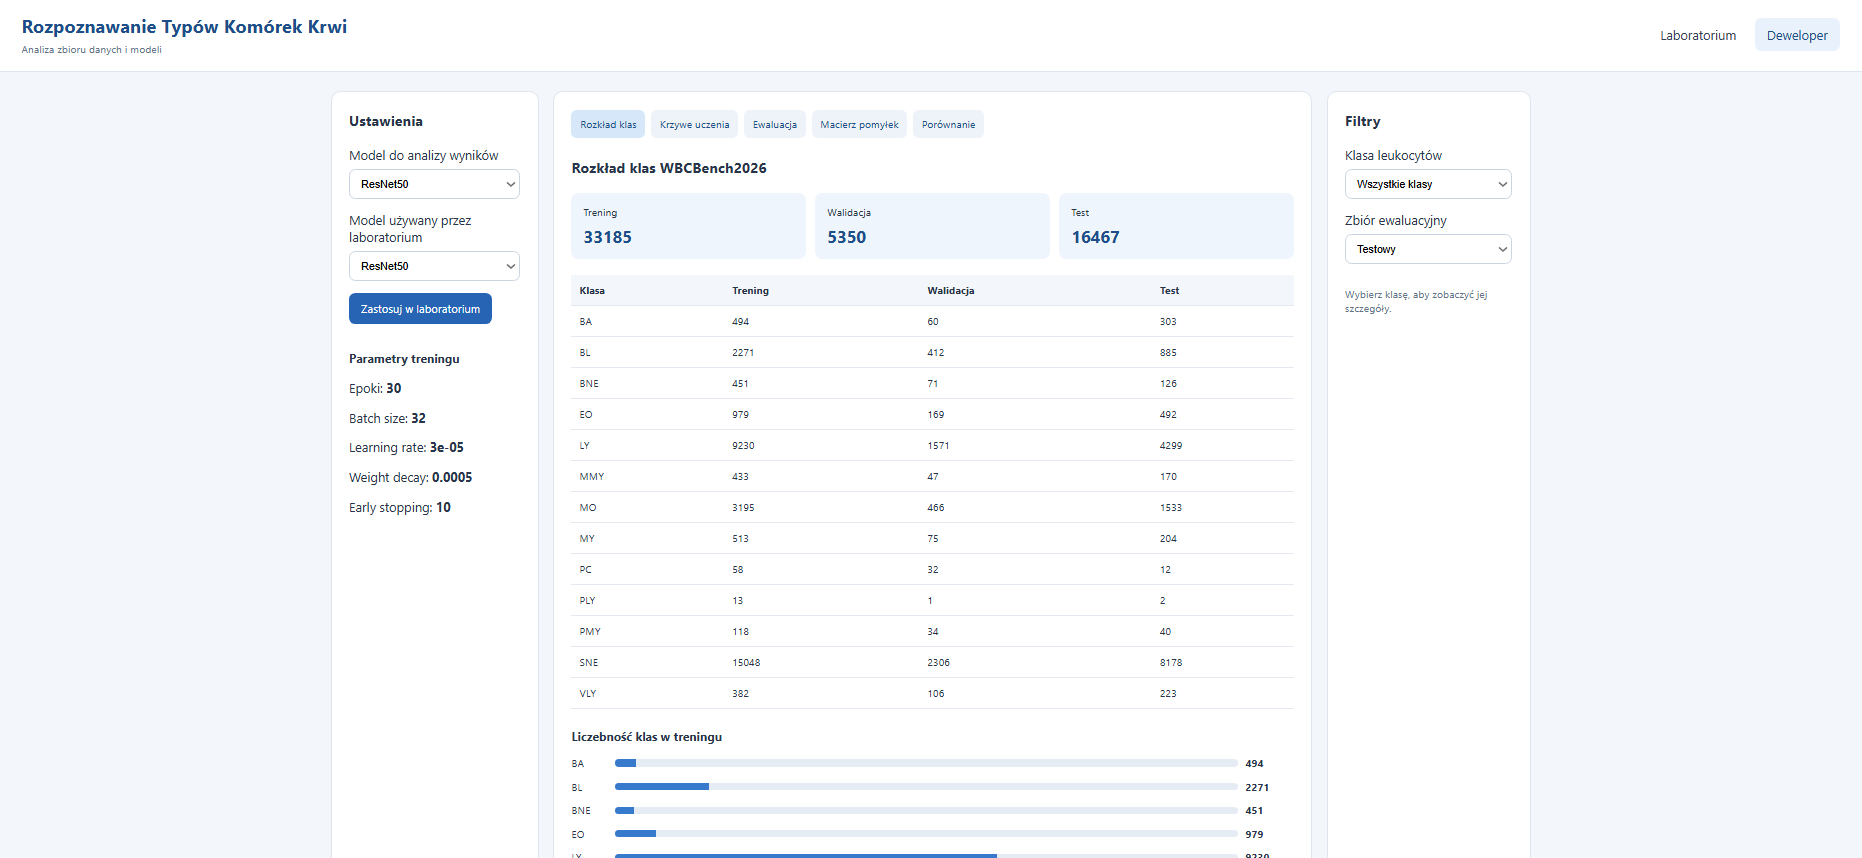 Rozpoznawanie Typów Komórek Krwi
Analiza zbioru danych i modeli
Laboratorium
Deweloper
Ustawienia
Model do analizy wyników
ResNet50
Model używany przez
laboratorium
ResNet50
Zastosuj w laboratorium
Parametry treningu
Epoki: 30
Batch size: 32
Learning rate: 3e-05
Weight decay: 0.0005
Early stopping: 10
Rozkład klas
Krzywe uczenia
Ewaluacja
Macierz pomyłek
Porównanie
Rozkład klas WBCBench2026
Trening
33185
Walidacja
5350
Test
16467
Klasa Trening Walidacja Test
BA 494 60 303
BL 2271 412 885
BNE 451 71 126
EO 979 169 492
LY 9230 1571 4299
MMY 433 47 170
MO 3195 466 1533
MY 513 75 204
PC 58 32 12
PLY 13 1 2
PMY 118 34 40
SNE 15048 2306 8178
VLY 382 106 223
Liczebność klas w treningu
BA 494
BL 2271
BNE 451
EO 979
LY 9230
Filtry
Klasa leukocytów
Wszystkie klasy
Zbiór ewaluacyjny
Testowy
Wybierz klasę, aby zobaczyć jej
szczegóły.